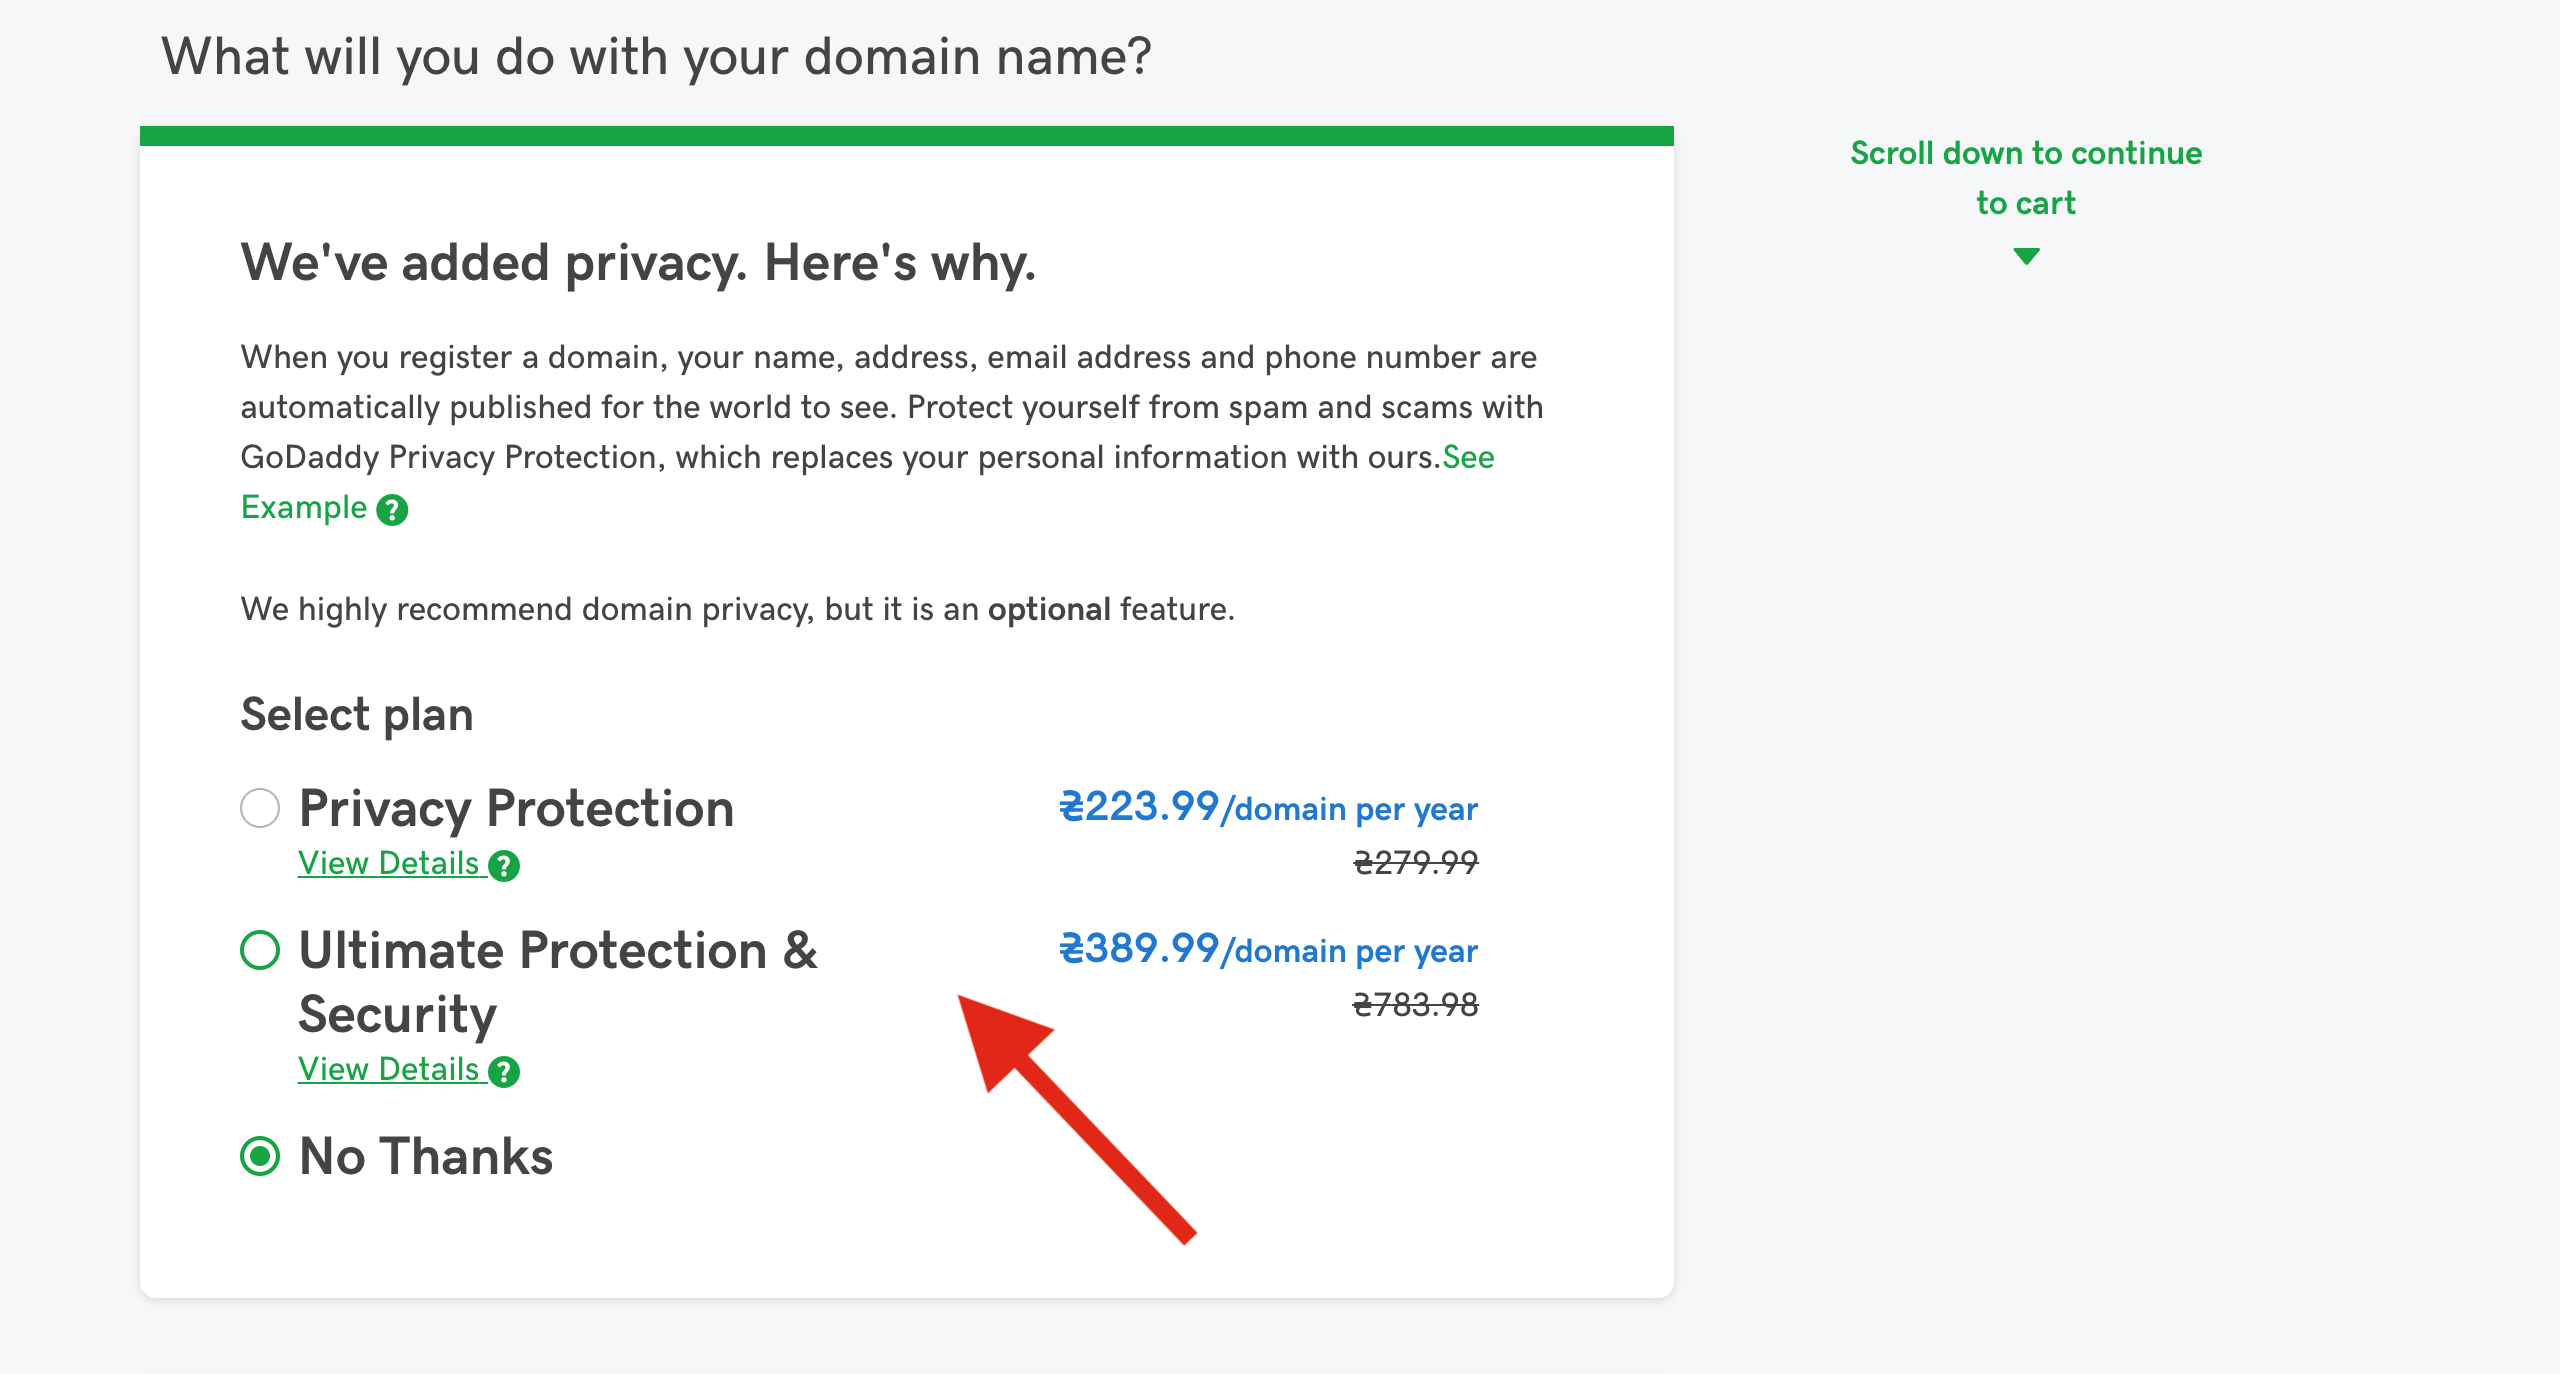 What will you do with your domain name?
Scroll down to continue
to cart
We've added privacy. Here's why.
When you register a domain, your name, address, email address and phone number are
automatically published for the world to see. Protect yourself from spam and scams with
GoDaddy Privacy Protection, which replaces your personal information with ours.See
Example ?
We highly recommend domain privacy, but it is an optional feature.
Select plan
Privacy Protection
₴223.99/domain per year
View Details ?
₴279.99
Ultimate Protection &
Security
₴389.99/domain per year
₴783.98
View Details ?
No Thanks